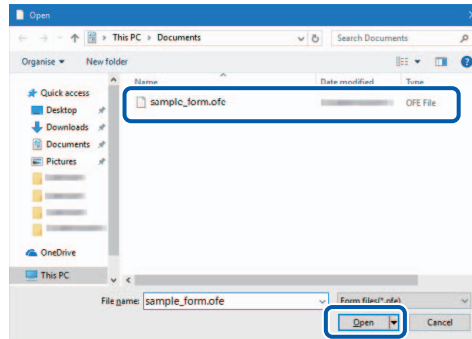 Open
This PC > Documents
Search Documents
Organise
New folder
Name
Date modified
Type
Quick access
Desktop
Downloads
Documents
Pictures
OneDrive
This PC
sample_form.ofe
OFE File
File name:
sample_form.ofe
Form files(*.ofe)
Open
Cancel